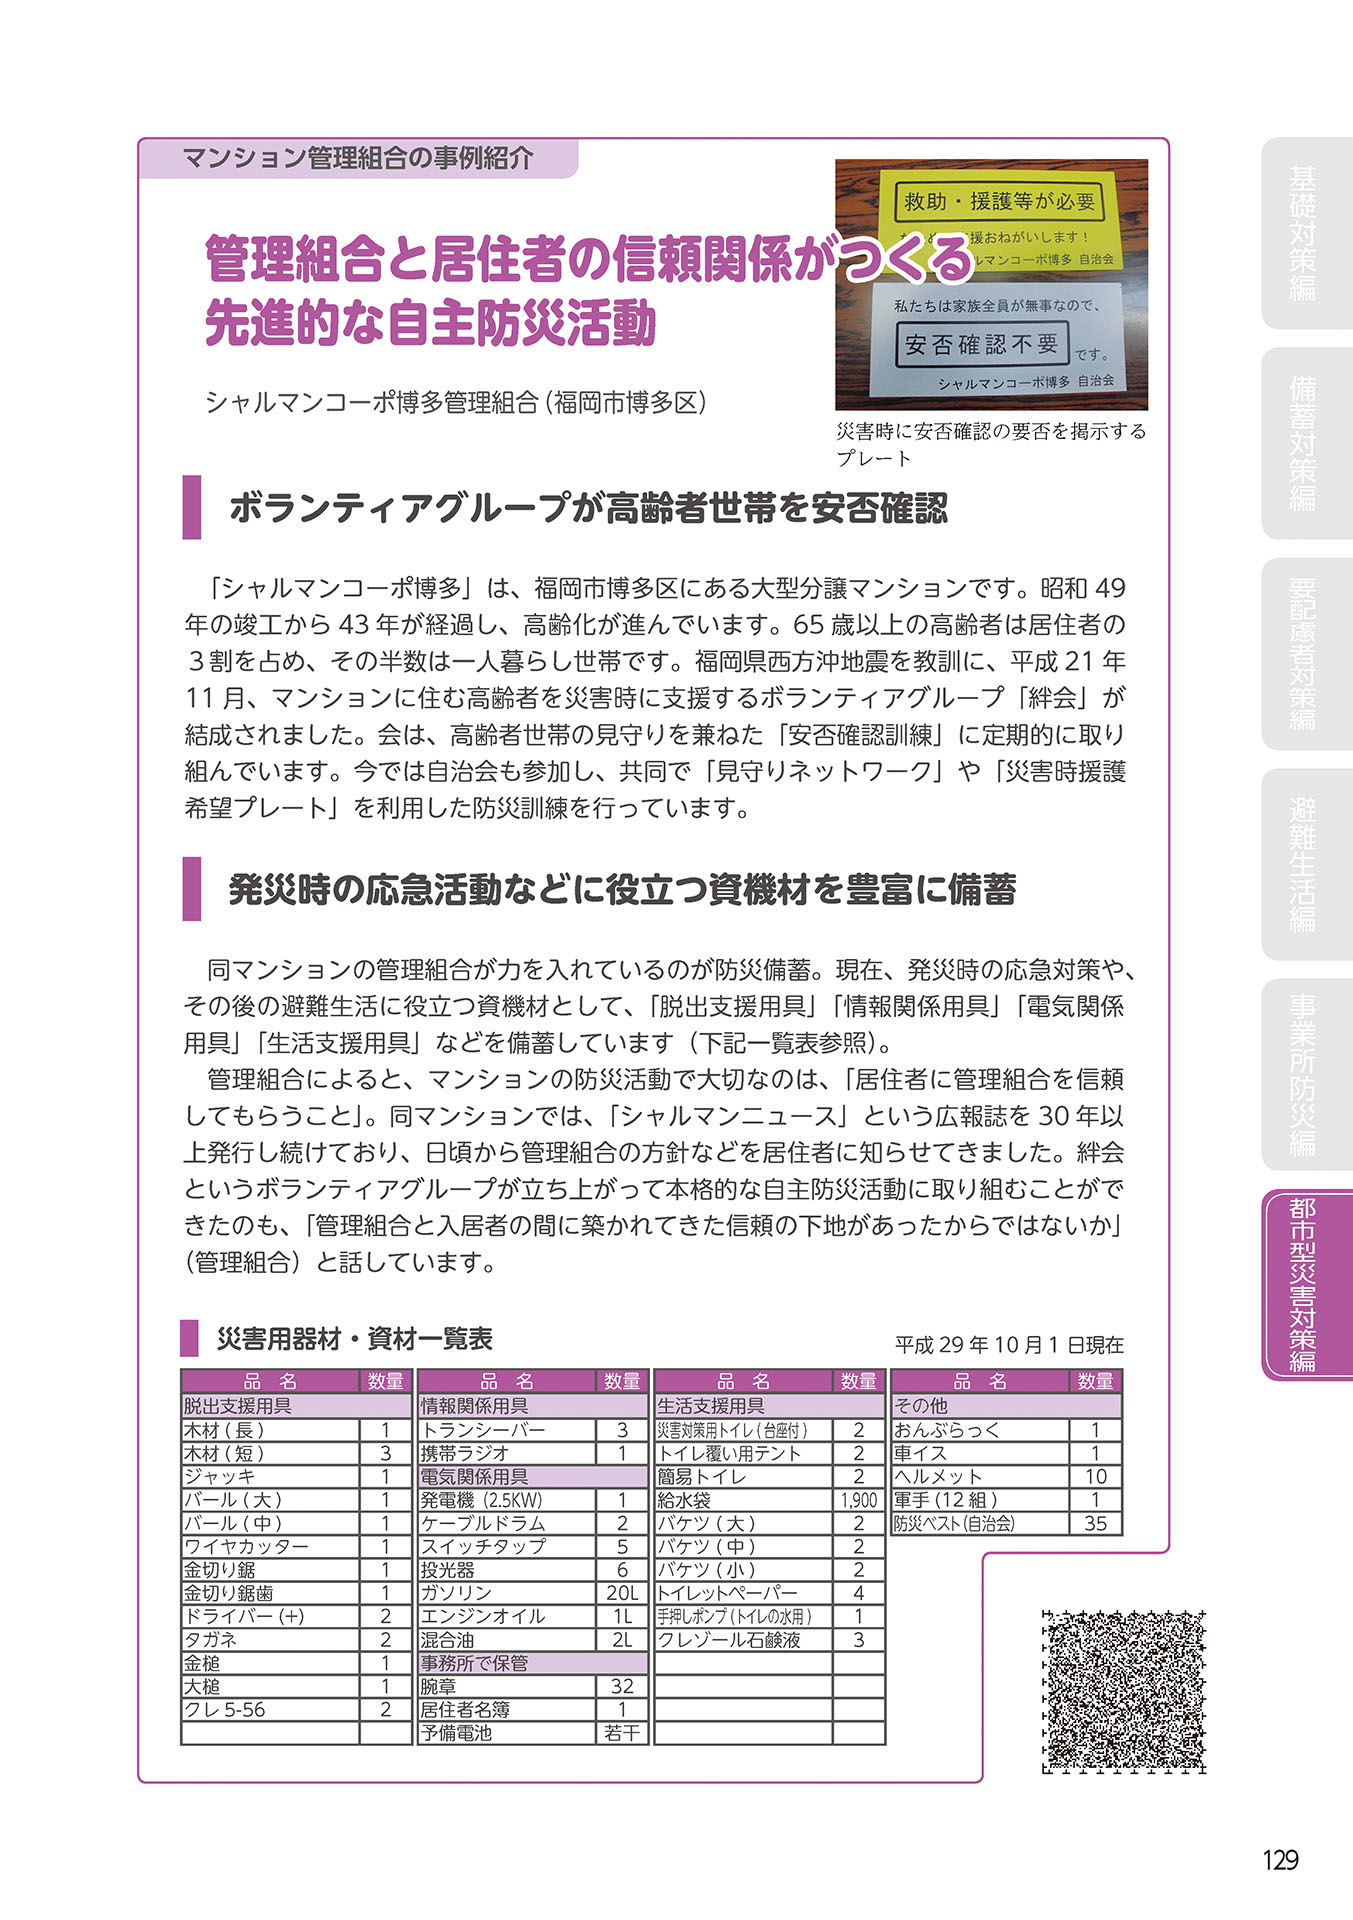 マンション管理組合の事例紹介
管理組合と居住者の信頼関係がつくる
先進的な自主防災活動
シャルマンコーポ博多管理組合（福岡市博多区）
救助・援護等が必要
援おねがいします！
ルマンコーポ博多 自治会
私たちは家族全員が無事なので、
安否確認不要
です。
シャルマンコーポ博多 自治会
災害時に安否確認の要否を掲示する
プレート
ボランティアグループが高齢者世帯を安否確認
「シャルマンコーポ博多」は、福岡市博多区にある大型分譲マンションです。昭和 49
年の竣工から 43 年が経過し、高齢化が進んでいます。65 歳以上の高齢者は居住者の
３割を占め、その半数は一人暮らし世帯です。福岡県西方沖地震を教訓に、平成 21 年
11 月、マンションに住む高齢者を災害時に支援するボランティアグループ「絆会」が
結成されました。会は、高齢者世帯の見守りを兼ねた「安否確認訓練」に定期的に取り
組んでいます。今では自治会も参加し、共同で「見守りネットワーク」や「災害時援護
希望プレート」を利用した防災訓練を行っています。
発災時の応急活動などに役立つ資機材を豊富に備蓄
同マンションの管理組合が力を入れているのが防災備蓄。現在、発災時の応急対策や、
その後の避難生活に役立つ資機材として、「脱出支援用具」「情報関係用具」「電気関係
用具」「生活支援用具」などを備蓄しています（下記一覧表参照）。
管理組合によると、マンションの防災活動で大切なのは、「居住者に管理組合を信頼
してもらうこと」。同マンションでは、「シャルマンニュース」という広報誌を 30 年以
上発行し続けており、日頃から管理組合の方針などを居住者に知らせてきました。絆会
というボランティアグループが立ち上がって本格的な自主防災活動に取り組むことがで
きたのも、「管理組合と入居者の間に築かれてきた信頼の下地があったからではないか」
（管理組合）と話しています。
災害用器材・資材一覧表
平成 29 年 10 月 1 日現在
品　名 数量
脱出支援用具
木材 ( 長 ) 1
木材 ( 短 ) 3
ジャッキ 1
バール ( 大 ) 1
バール ( 中 ) 1
ワイヤカッター 1
金切り鋸 1
金切り鋸歯 1
ドライバー (+) 2
タガネ 2
金槌 1
大槌 1
クレ 5-56 2
品　名 数量
情報関係用具
トランシーバー 3
携帯ラジオ 1
電気関係用具
発電機 (2.5KW) 1
ケーブルドラム 2
スイッチタップ 5
投光器 6
ガソリン 20L
エンジンオイル 1L
混合油 2L
事務所で保管
腕章 32
居住者名簿 1
予備電池 若干
品　名 数量
生活支援用具
災害対策用トイレ ( 台座付 ) 2
トイレ覆い用テント 2
簡易トイレ 2
給水袋 1,900
バケツ ( 大 ) 2
バケツ ( 中 ) 2
バケツ ( 小 ) 2
トイレットペーパー 4
手押しポンプ ( トイレの水用 ) 1
クレゾール石鹸液 3
品　名 数量
その他
おんぶらっく 1
車イス 1
ヘルメット 10
軍手 (12 組 ) 1
防災ベスト (自治会) 35
基礎対策編
備蓄対策編
要配慮者対策編
避難生活編
事業所防災編
都市型災害対策編
129